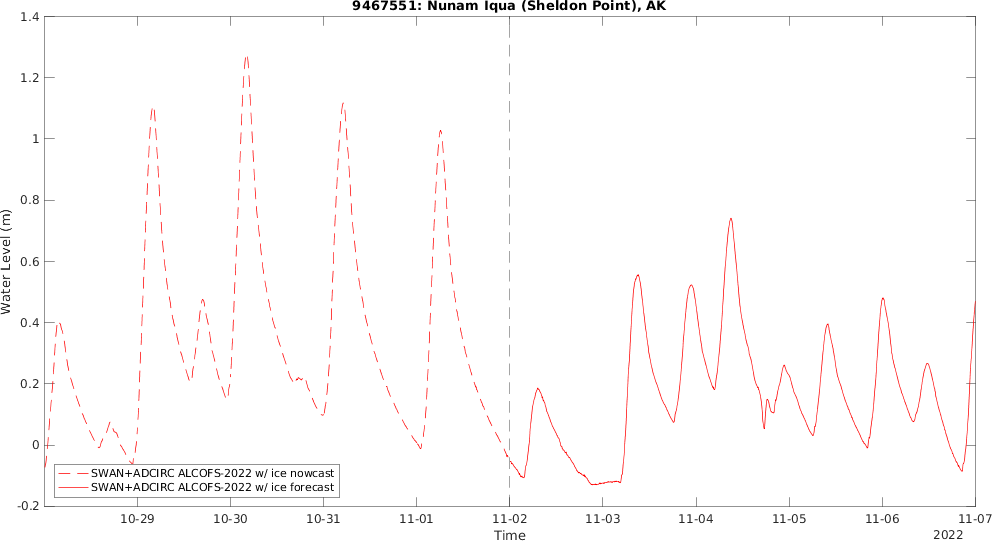 9467551: Nunam Iqua (Sheldon Point), AK
Water Level (m)
1.4
1.2
1
0.8
0.6
0.4
0.2
0
-0.2
SWAN+ADCIRC ALCOFS-2022 w/ ice nowcast
SWAN+ADCIRC ALCOFS-2022 w/ ice forecast
10-29 10-30 10-31 11-01 11-02 11-03 11-04 11-05 11-06 11-07
Time
2022